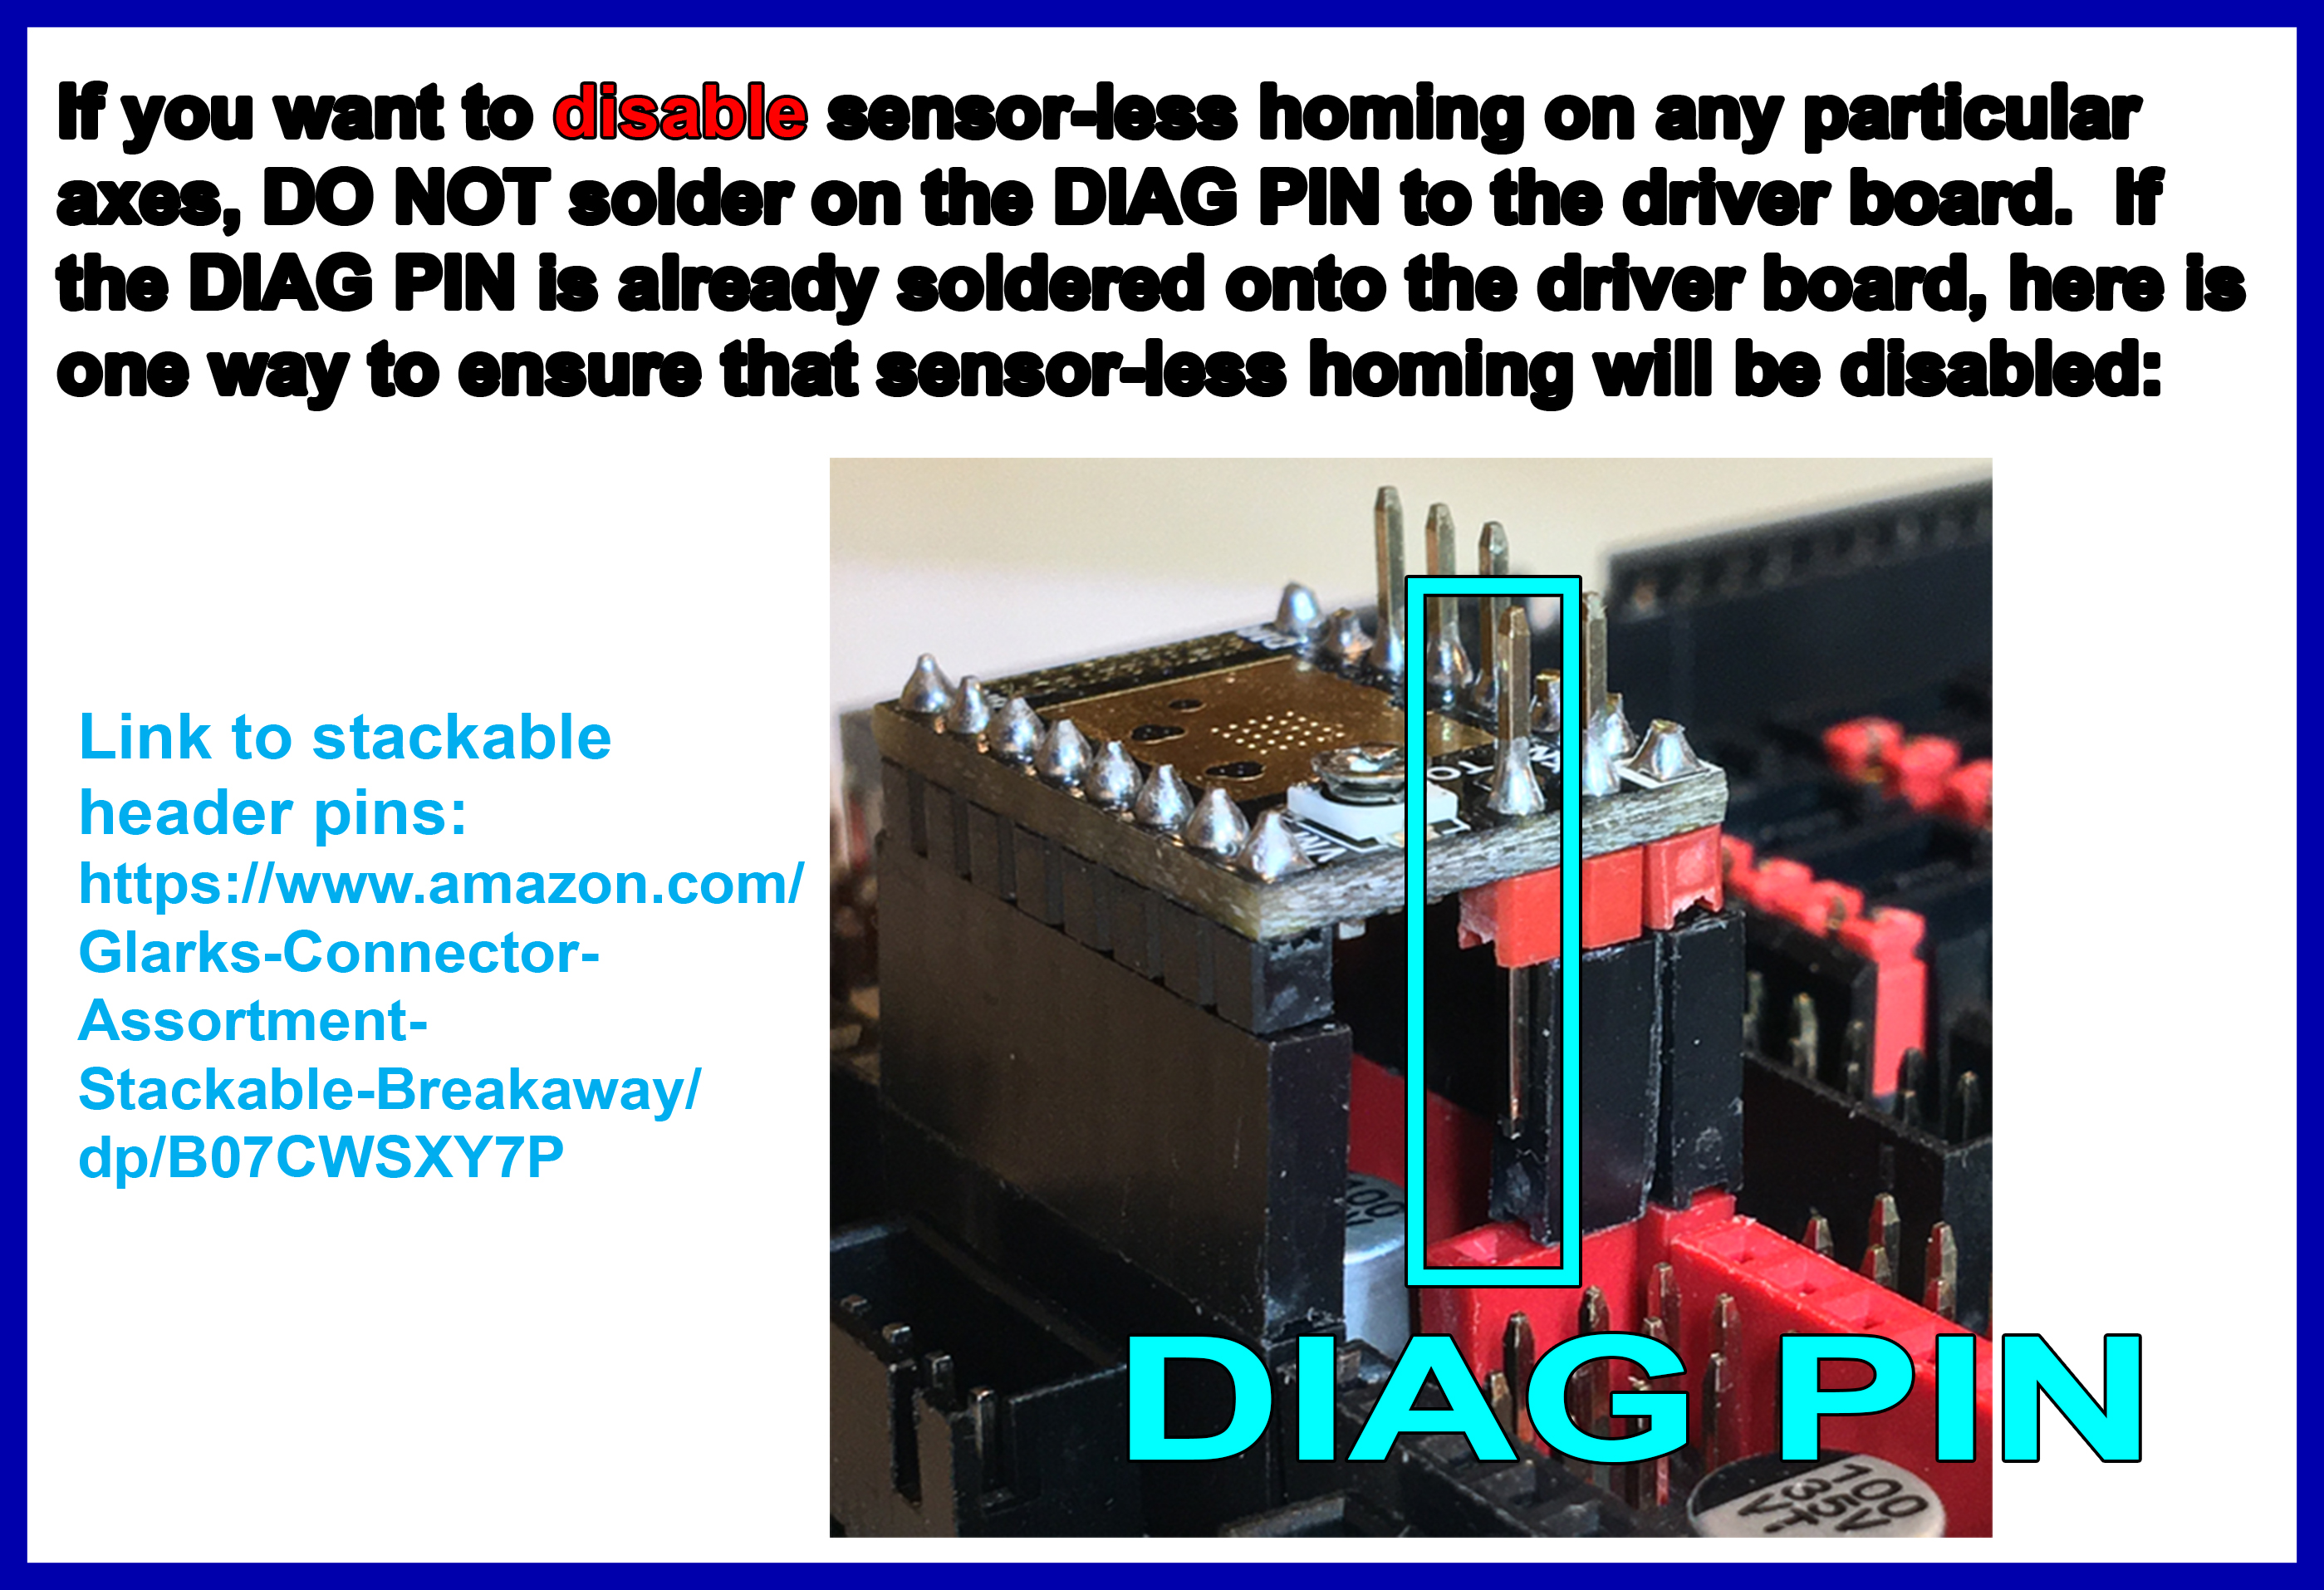 If you want to disable sensor-less homing on any particular
axes, DO NOT solder on the DIAG PIN to the driver board.  If
the DIAG PIN is already soldered onto the driver board, here is
one way to ensure that sensor-less homing will be disabled:
Link to stackable
header pins:
https://www.amazon.com/
Glarks-Connector-
Assortment-
Stackable-Breakaway/
dp/B07CWSXY7P
DIAG PIN
100
35V
VT